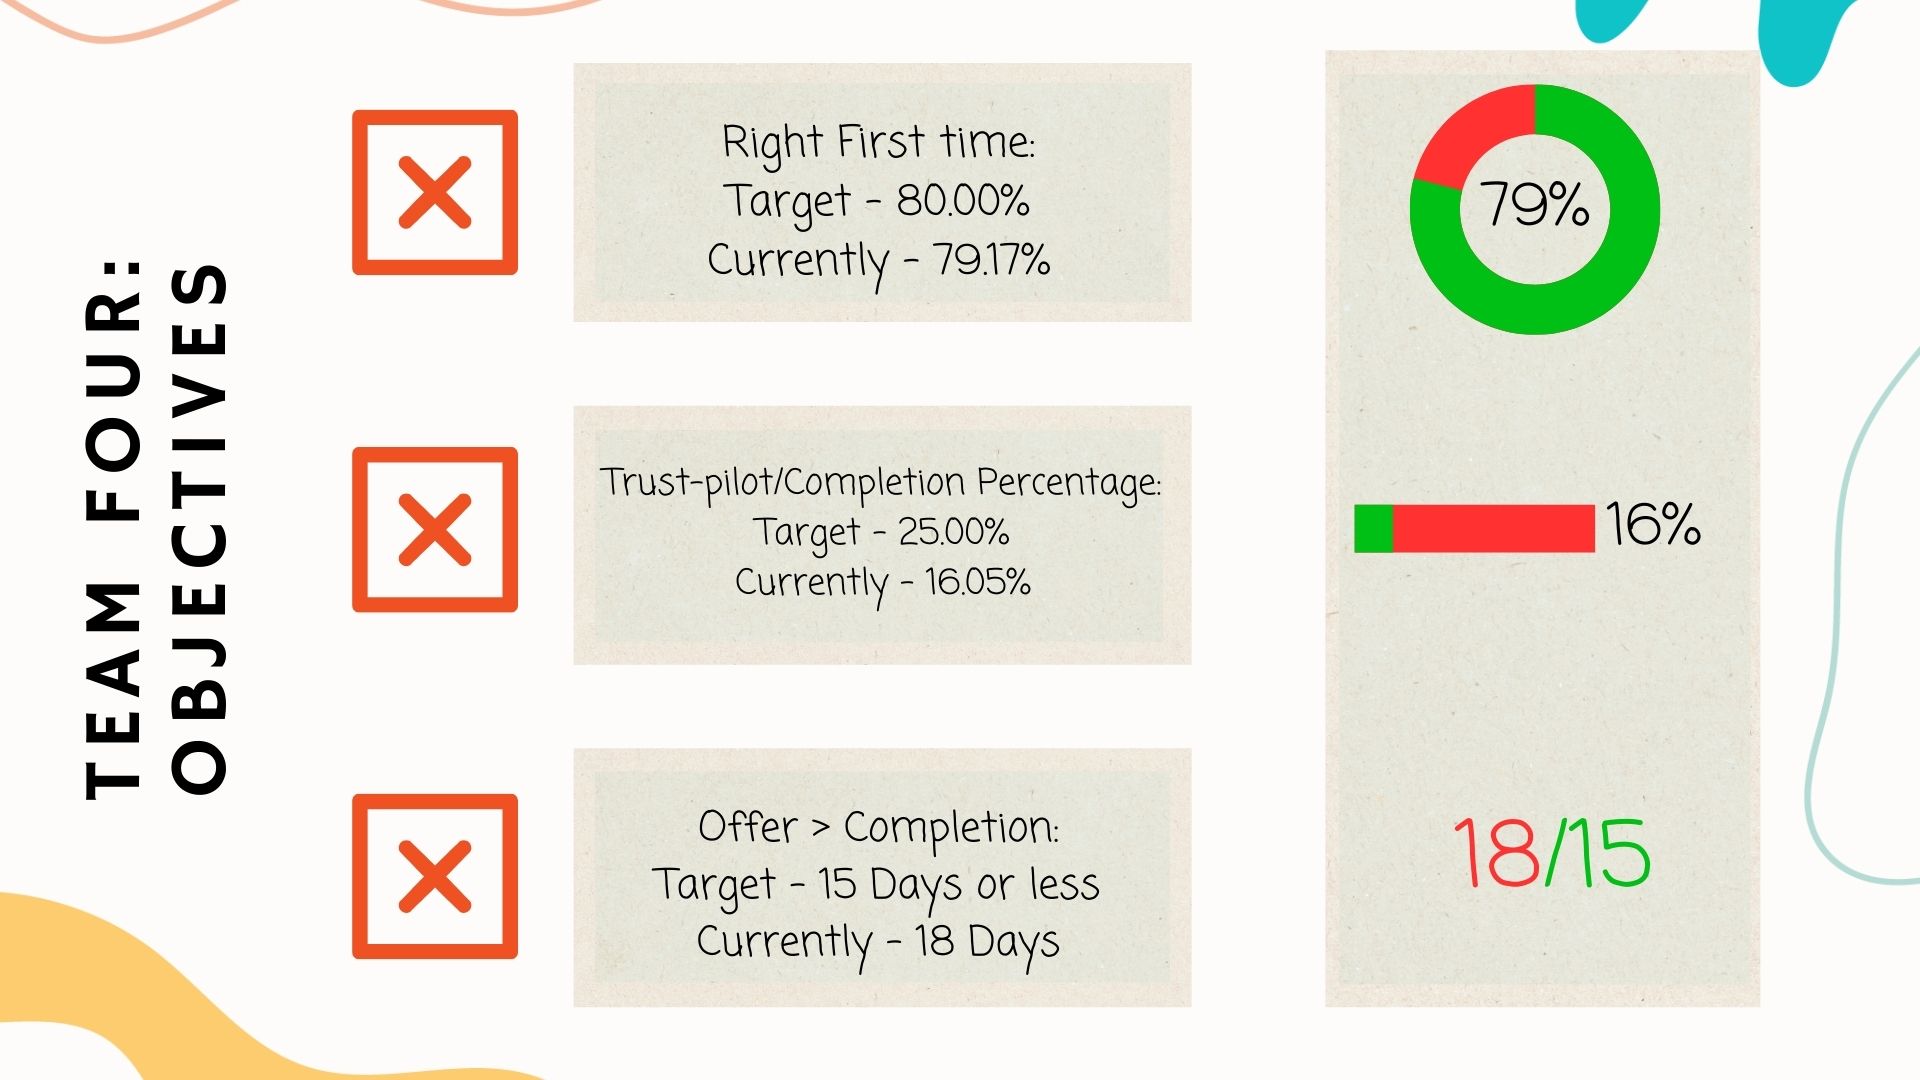 TEAM FOUR:
OBJECTIVES
Right First time:
Target - 80.00%
Currently - 79.17%
Trust-pilot/Completion Percentage:
Target - 25.00%
Currently - 16.05%
Offer > Completion:
Target - 15 Days or less
Currently - 18 Days
79%
16%
18/15